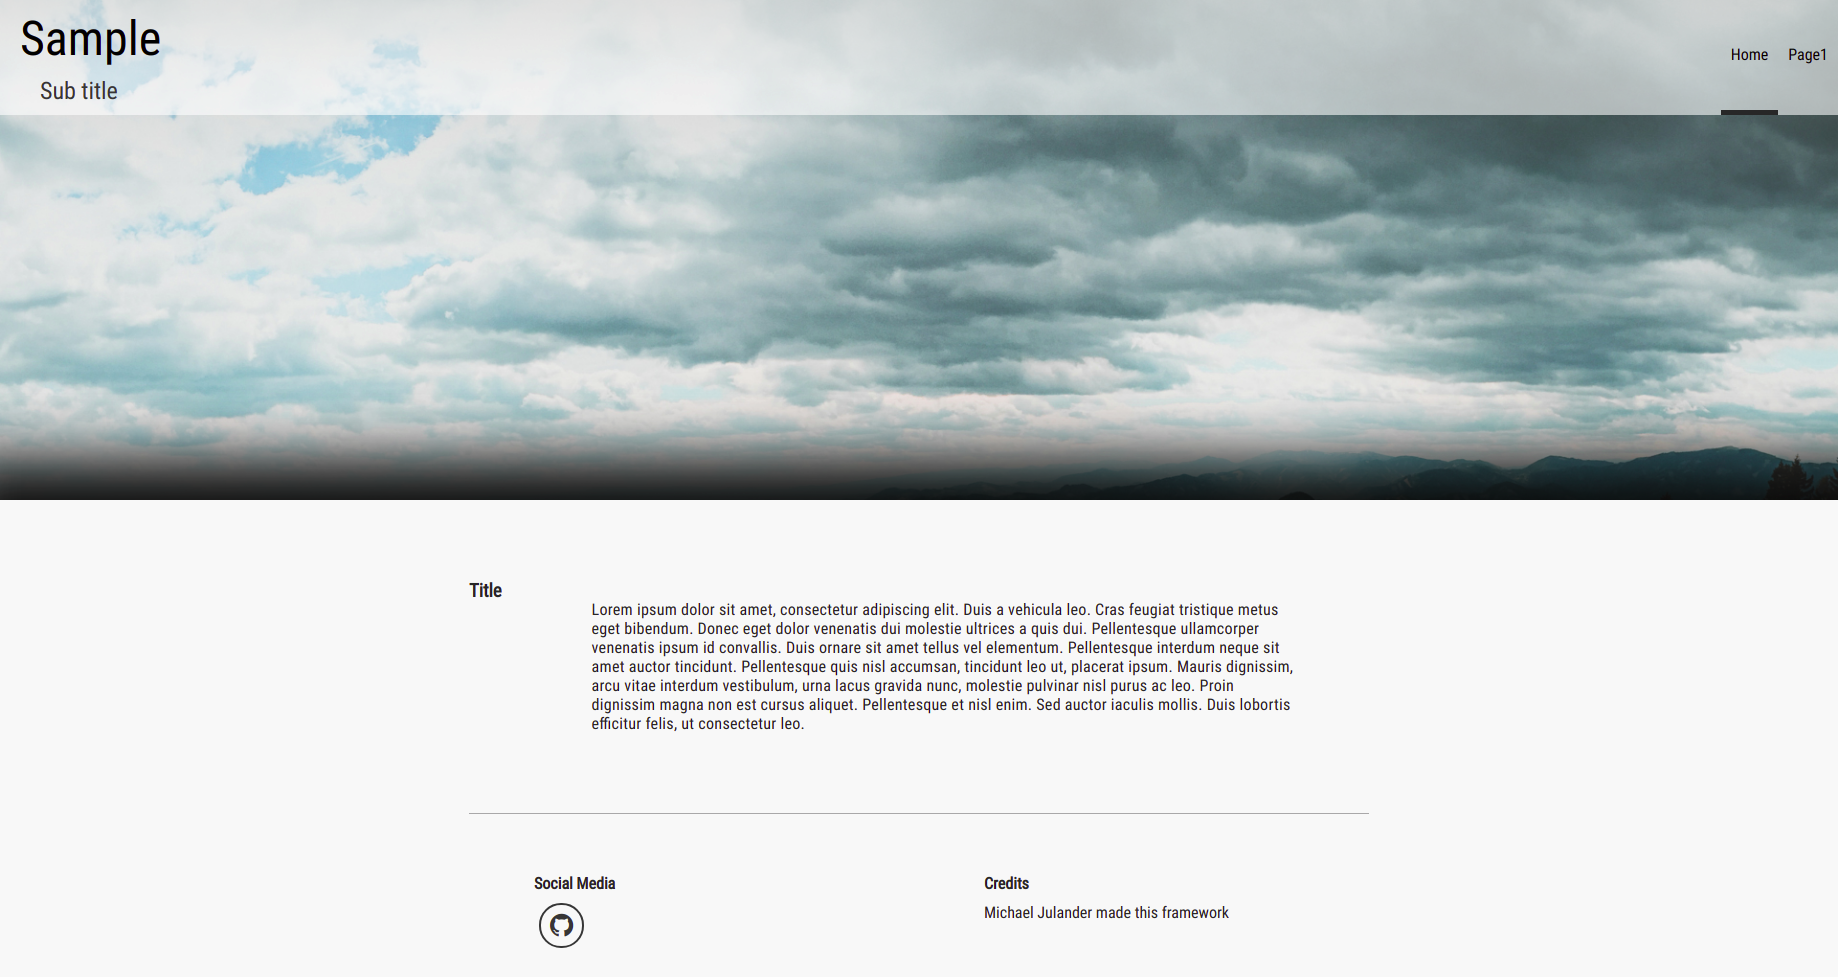 Sample
Sub title
Home Page1
Title
Lorem ipsum dolor sit amet, consectetur adipiscing elit. Duis a vehicula leo. Cras feugiat tristique metus
eget bibendum. Donec eget dolor venenatis dui molestie ultrices a quis dui. Pellentesque ullamcorper
venenatis ipsum id convallis. Duis ornare sit amet tellus vel elementum. Pellentesque interdum neque sit
amet auctor tincidunt. Pellentesque quis nisl accumsan, tincidunt leo ut, placerat ipsum. Mauris dignissim,
arcu vitae interdum vestibulum, urna lacus gravida nunc, molestie pulvinar nisl purus ac leo. Proin
dignissim magna non est cursus aliquet. Pellentesque et nisl enim. Sed auctor iaculis mollis. Duis lobortis
efficitur felis, ut consectetur leo.
Social Media
Credits
Michael Julander made this framework